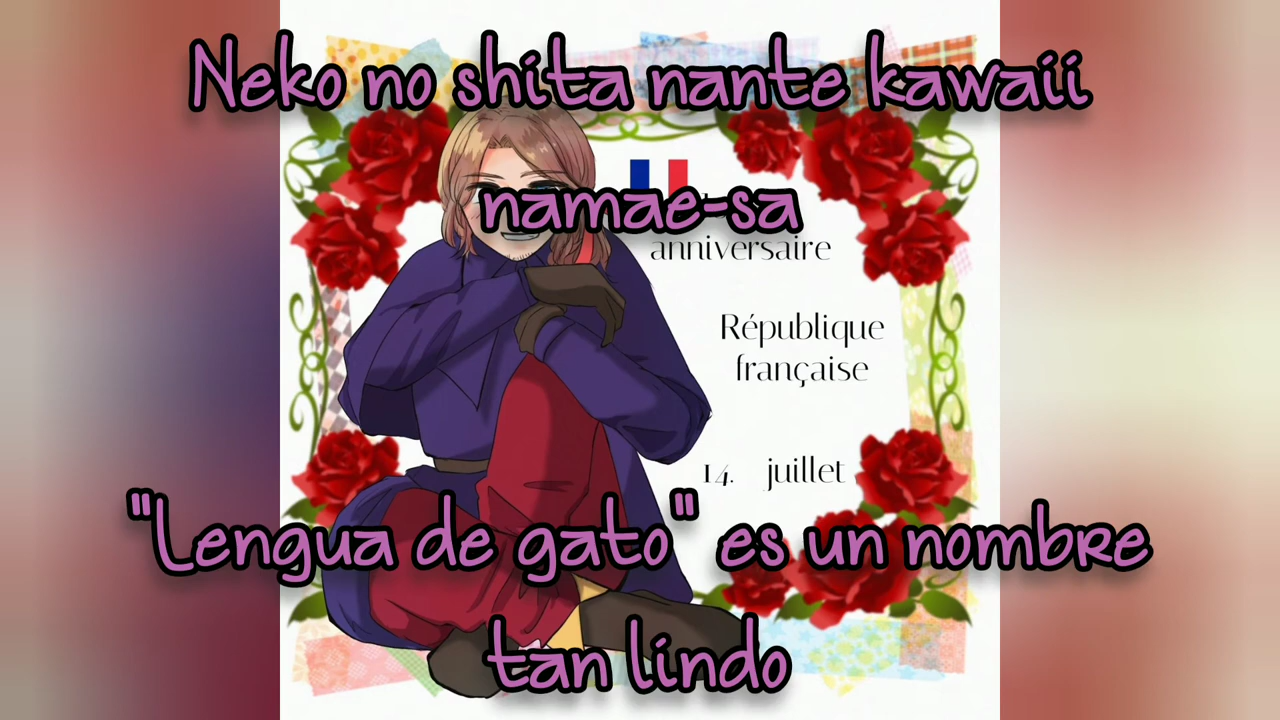 Neko no shita nante kawaii
namae-sa
anniversaire
République
française
14. juillet
"Lengua de gato" es un nombre
tan lindo